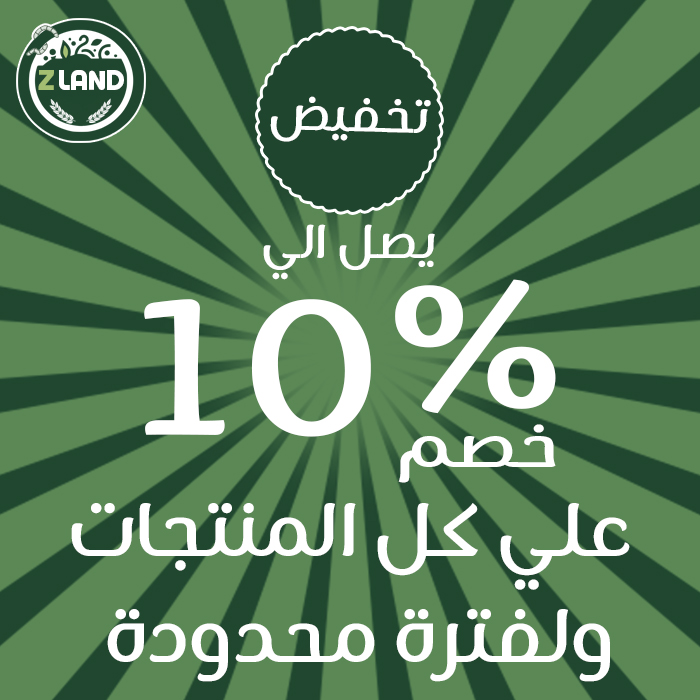 Z LAND
تخفيض
يصل الي
10%
خصم
علي كل المنتجات
ولفترة محدودة